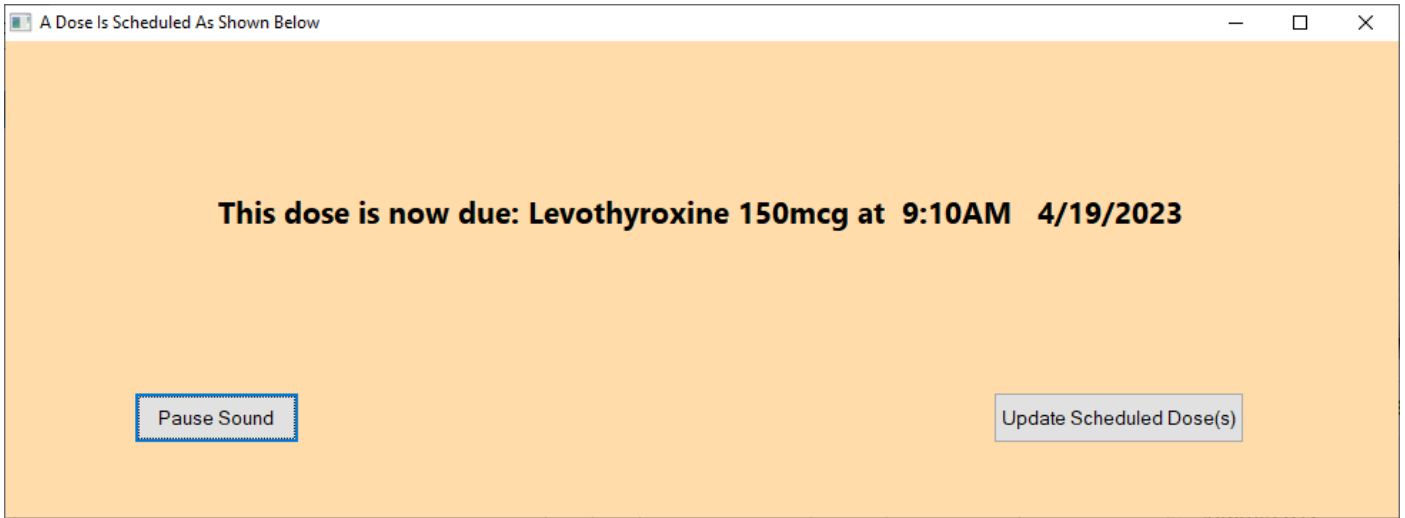 A Dose Is Scheduled As Shown Below
This dose is now due: Levothyroxine 150mcg at  9:10AM   4/19/2023
Pause Sound
Update Scheduled Dose(s)